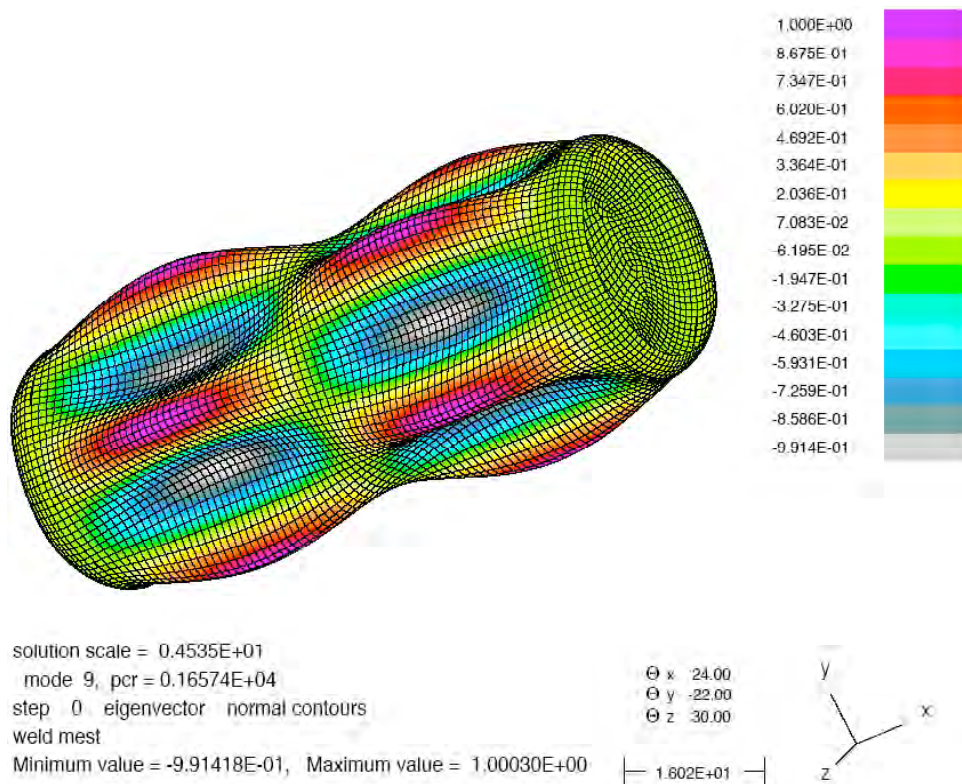 1.000E+00
8.675E-01
7.347E-01
6.020E-01
4.692E-01
3.364E-01
2.036E-01
7.083E-02
-6.195E-02
-1.947E-01
-3.275E-01
-4.603E-01
-5.931E-01
-7.259E-01
-8.586E-01
-9.914E-01
solution scale = 0.4535E+01
mode 9, pcr = 0.16574E+04
step 0 eigenvector normal contours
weld mest
Minimum value = -9.91418E-01, Maximum value = 1.00030E+00
Θ x 24.00
Θ y -22.00
Θ z 30.00
1.602E+01
y
x
z